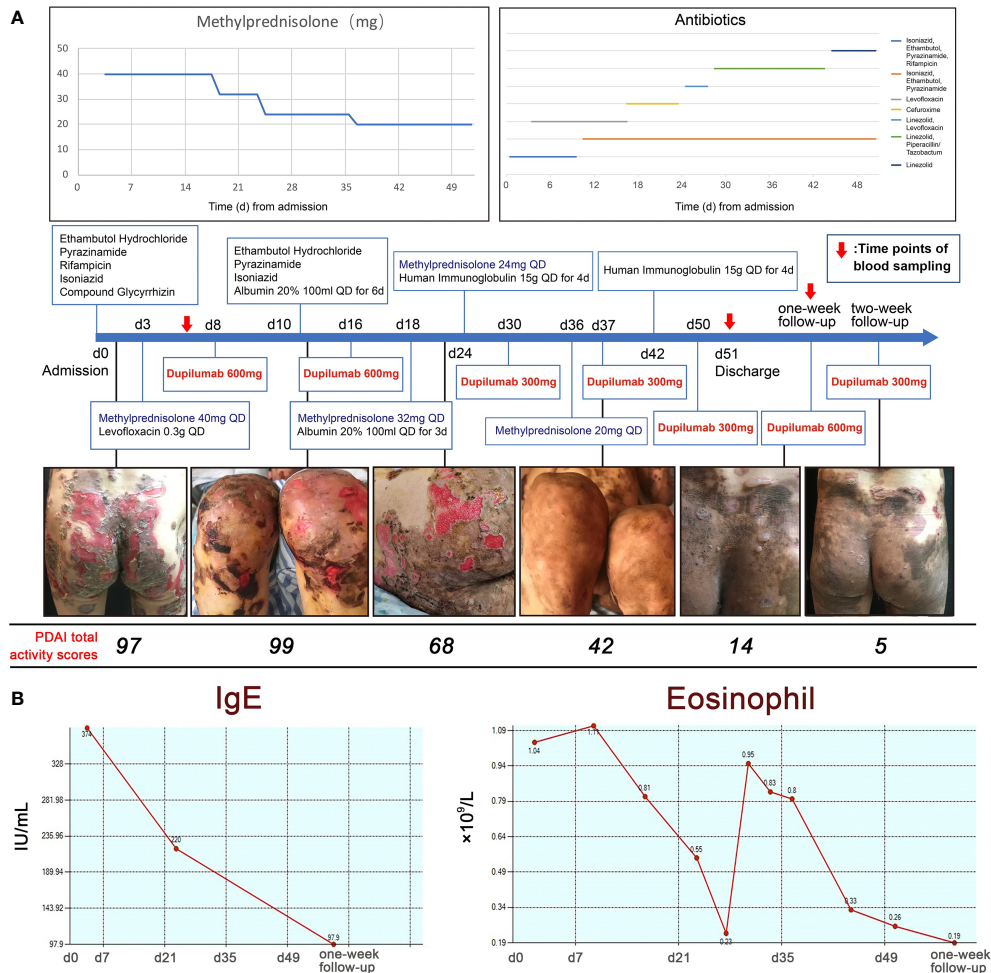 A
Methylprednisolone（mg）
50
40
30
20
10
0
0 7 14 21 28 35 42 49
Time (d) from admission
Antibiotics
Isoniazid,
Ethambutol,
Pyrazinamide,
Rifampicin
Isoniazid,
Ethambutol,
Pyrazinamide
Levofloxacin
Cefuroxime
Linezolid,
Levofloxacin
Linezolid,
Piperacillin/
Tazobactum
Linezolid
0 6 12 18 24 30 36 42 48
Time (d) from admission
Ethambutol Hydrochloride
Pyrazinamide
Rifampicin
Isoniazid
Compound Glycyrrhizin
Ethambutol Hydrochloride
Pyrazinamide
Isoniazid
Albumin 20% 100ml QD for 6d
Methylprednisolone 24mg QD
Human Immunoglobulin 15g QD for 4d
Human Immunoglobulin 15g QD for 4d
:Time points of
blood sampling
d3 d8 d10 d16 d18 d30 d36 d37 d50 one-week
follow-up two-week
follow-up
d0
Admission
d24
d42
d51
Discharge
Dupilumab 600mg
Dupilumab 600mg
Dupilumab 300mg
Dupilumab 300mg
Dupilumab 300mg
Methylprednisolone 40mg QD
Levofloxacin 0.3g QD
Methylprednisolone 32mg QD
Albumin 20% 100ml QD for 3d
Methylprednisolone 20mg QD
Dupilumab 300mg
Dupilumab 600mg
PDAI total
activity scores
97 99 68 42 14 5
B
IgE
IU/mL
374
328
281.98
235.96
220
189.94
143.92
97.9
97.9
d0 d7 d21 d35 d49 one-week
follow-up
Eosinophil
×10⁹/L
1.09
0.94
0.79
0.64
0.49
0.34
0.19
1.04
1.11
0.81
0.55
0.23
0.95
0.83
0.8
0.33
0.26
0.19
d0 d7 d21 d35 d49 one-week
follow-up